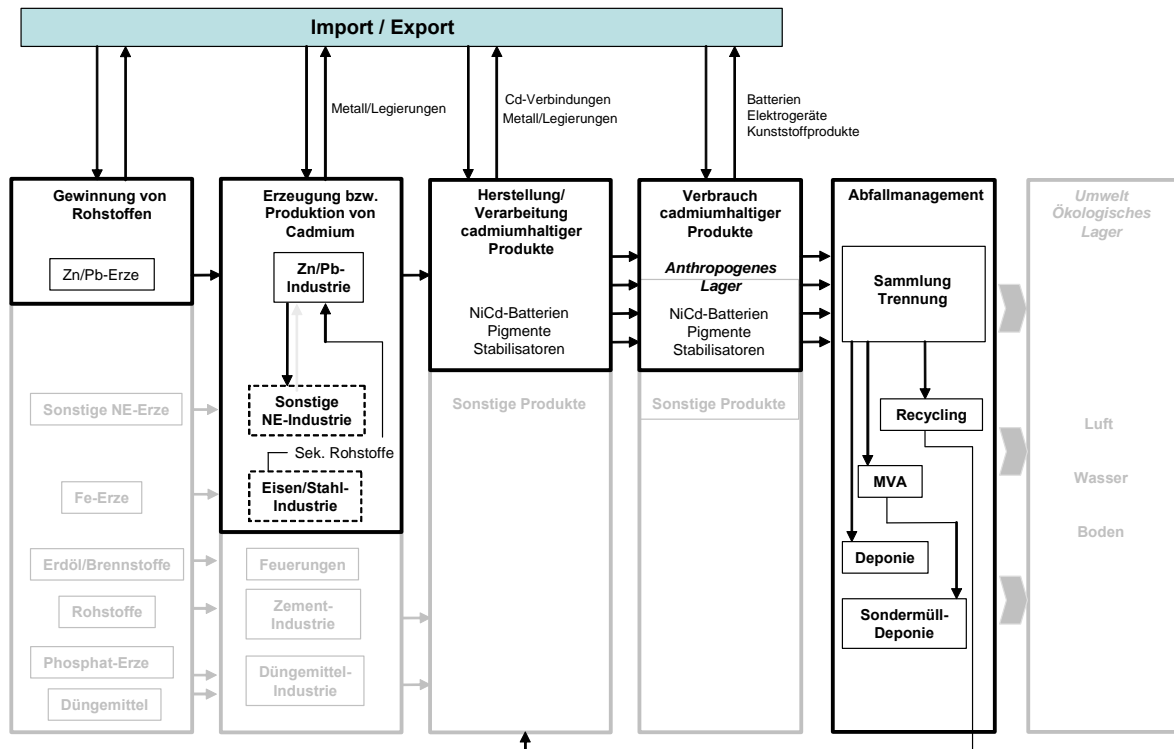 Import / Export
Metall/Legierungen
Cd-Verbindungen
Metall/Legierungen
Batterien
Elektrogeräte
Kunststoffprodukte
Gewinnung von
Rohstoffen
Zn/Pb-Erze
Sonstige NE-Erze
Fe-Erze
Erdöl/Brennstoffe
Rohstoffe
Phosphat-Erze
Düngemittel
Erzeugung bzw.
Produktion von
Cadmium
Zn/Pb-
Industrie
Sonstige
NE-Industrie
Sek. Rohstoffe
Eisen/Stahl-
Industrie
Feuerungen
Zement-
Industrie
Düngemittel-
Industrie
Herstellung/
Verarbeitung
cadmiumhaltiger
Produkte
NiCd-Batterien
Pigmente
Stabilisatoren
Sonstige Produkte
Verbrauch
cadmiumhaltiger
Produkte
Anthropogenes
Lager
NiCd-Batterien
Pigmente
Stabilisatoren
Sonstige Produkte
Abfallmanagement
Sammlung
Trennung
Recycling
MVA
Deponie
Sondermüll-
Deponie
Umwelt
Ökologisches
Lager
Luft
Wasser
Boden